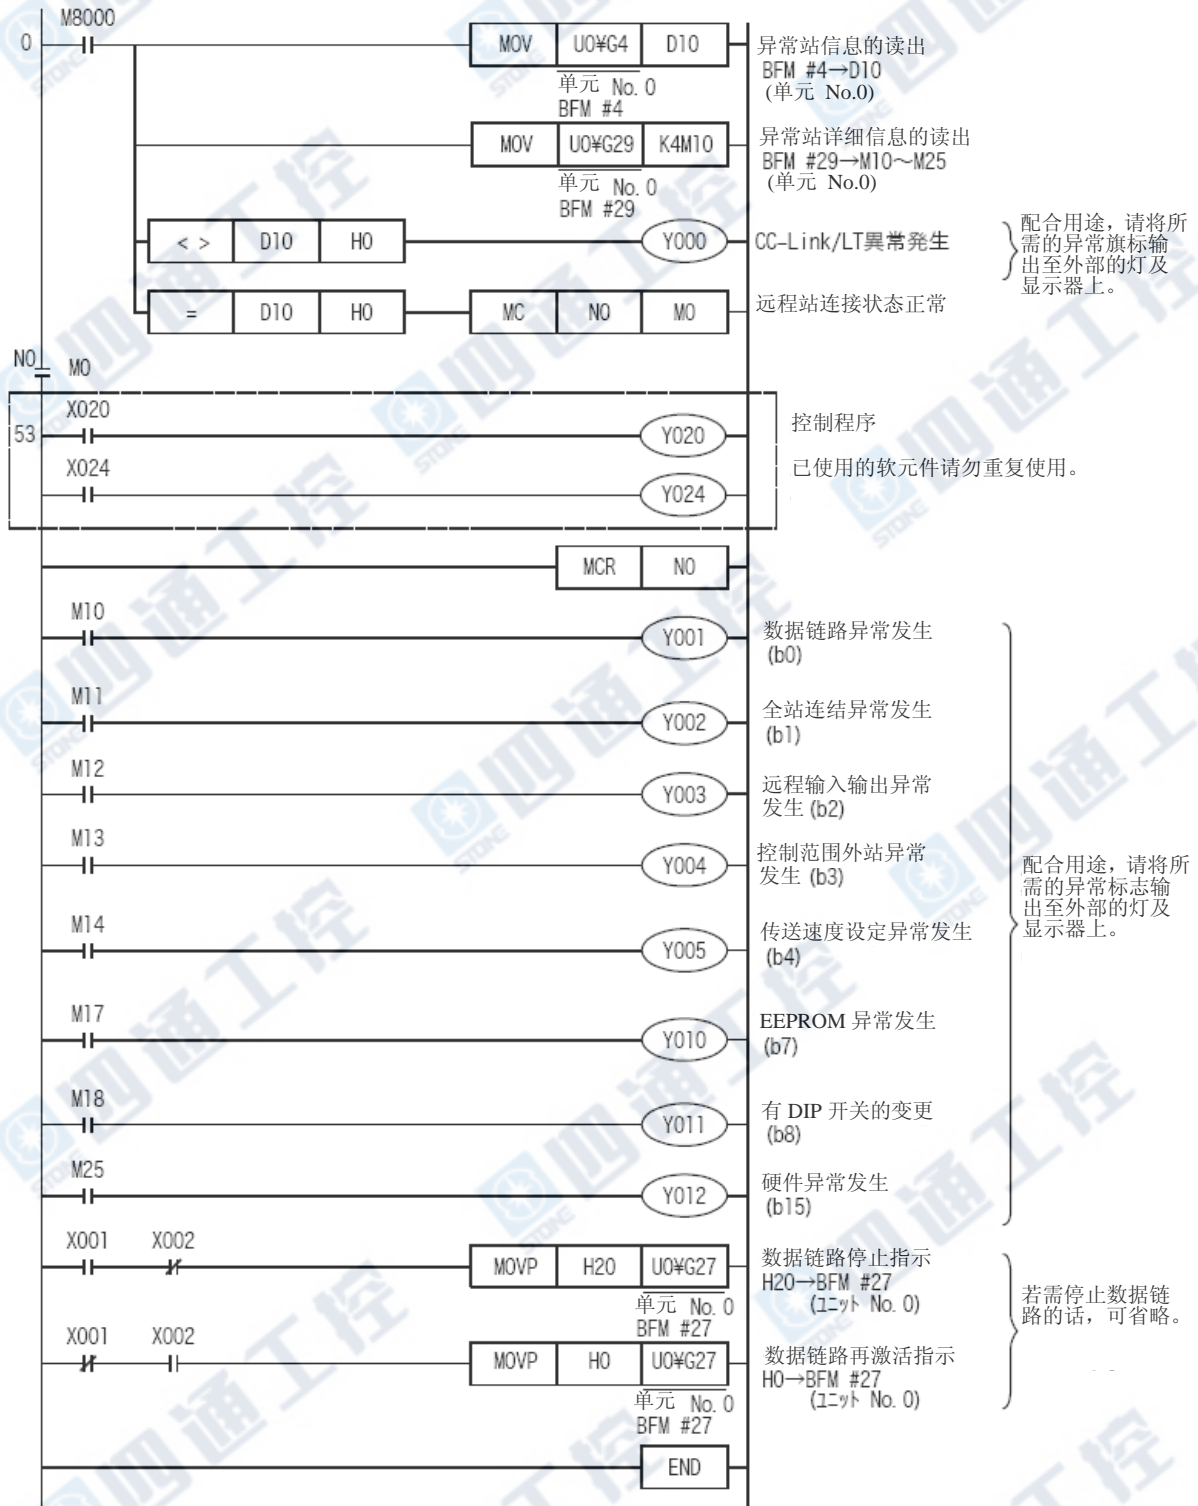 M8000
0 MOV U0¥G4 D10 异常站信息的读出
BFM #4→D10
(单元 No.0)
单元 No. 0
BFM #4
MOV U0¥G29 K4M10 异常站详细信息的读出
BFM #29→M10～M25
(单元 No.0)
单元 No. 0
BFM #29
< > D10 H0 Y000 CC-Link/LT異常発生
配合用途，请将所
需的异常旗标输
出至外部的灯及
显示器上。
= D10 H0 MC N0 M0 远程站连接状态正常
N0 M0
X020
53 Y020 控制程序
X024
Y024 已使用的软元件请勿重复使用。
MCR N0
M10
Y001 数据链路异常发生
(b0)
M11
Y002 全站连结异常发生
(b1)
M12
Y003 远程输入输出异常
发生 (b2)
M13
Y004 控制范围外站异常
发生 (b3)
配合用途，请将所
需的异常标志输
出至外部的灯及
显示器上。
M14
Y005 传送速度设定异常发生
(b4)
M17
Y010 EEPROM 异常发生
(b7)
M18
Y011 有 DIP 开关的变更
(b8)
M25
Y012 硬件异常发生
(b15)
X001 X002
MOVP H20 U0¥G27 数据链路停止指示
H20→BFM #27
(ﾕﾆｯﾄ No. 0)
单元 No. 0
BFM #27
若需停止数据链
路的话，可省略。
X001 X002
MOVP H0 U0¥G27 数据链路再激活指示
H0→BFM #27
(ﾕﾆｯﾄ No. 0)
单元 No. 0
BFM #27
END
四通工控
STONE